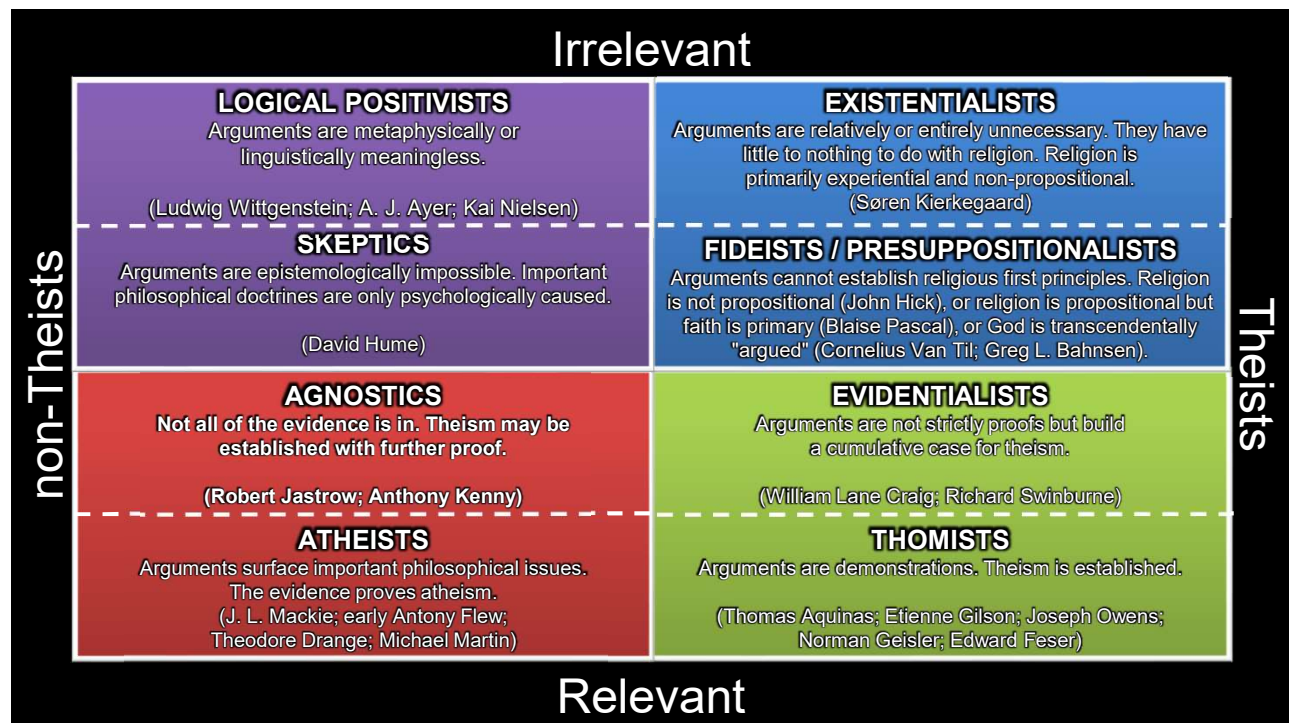 Irrelevant
non-Theists
LOGICAL POSITIVISTS
Arguments are metaphysically or
linguistically meaningless.
(Ludwig Wittgenstein; A. J. Ayer; Kai Nielsen)
SKEPTICS
Arguments are epistemologically impossible. Important
philosophical doctrines are only psychologically caused.
(David Hume)
EXISTENTIALISTS
Arguments are relatively or entirely unnecessary. They have
little to nothing to do with religion. Religion is
primarily experiential and non-propositional.
(Søren Kierkegaard)
FIDEISTS / PRESUPPOSITIONALISTS
Arguments cannot establish religious first principles. Religion
is not propositional (John Hick), or religion is propositional but
faith is primary (Blaise Pascal), or God is transcendentally
"argued" (Cornelius Van Til; Greg L. Bahnsen).
AGNOSTICS
Not all of the evidence is in. Theism may be
established with further proof.
(Robert Jastrow; Anthony Kenny)
ATHEISTS
Arguments surface important philosophical issues.
The evidence proves atheism.
(J. L. Mackie; early Antony Flew;
Theodore Drange; Michael Martin)
EVIDENTIALISTS
Arguments are not strictly proofs but build
a cumulative case for theism.
(William Lane Craig; Richard Swinburne)
THOMISTS
Arguments are demonstrations. Theism is established.
(Thomas Aquinas; Etienne Gilson; Joseph Owens;
Norman Geisler; Edward Feser)
Theists
Relevant